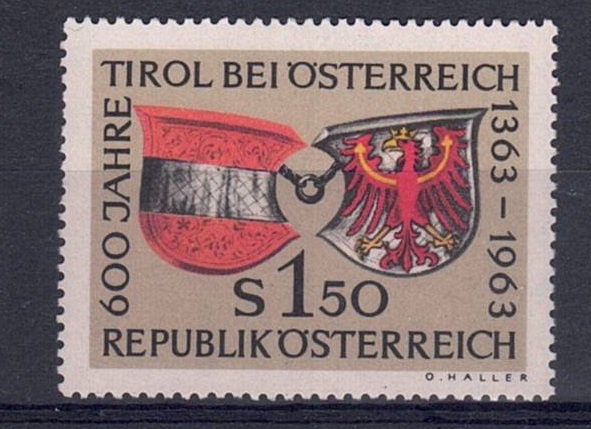 TIROL BEI ÖSTERREICH
600 JAHRE
1363–1963
S 1 50
REPUBLIK ÖSTERREICH
O. HALLER